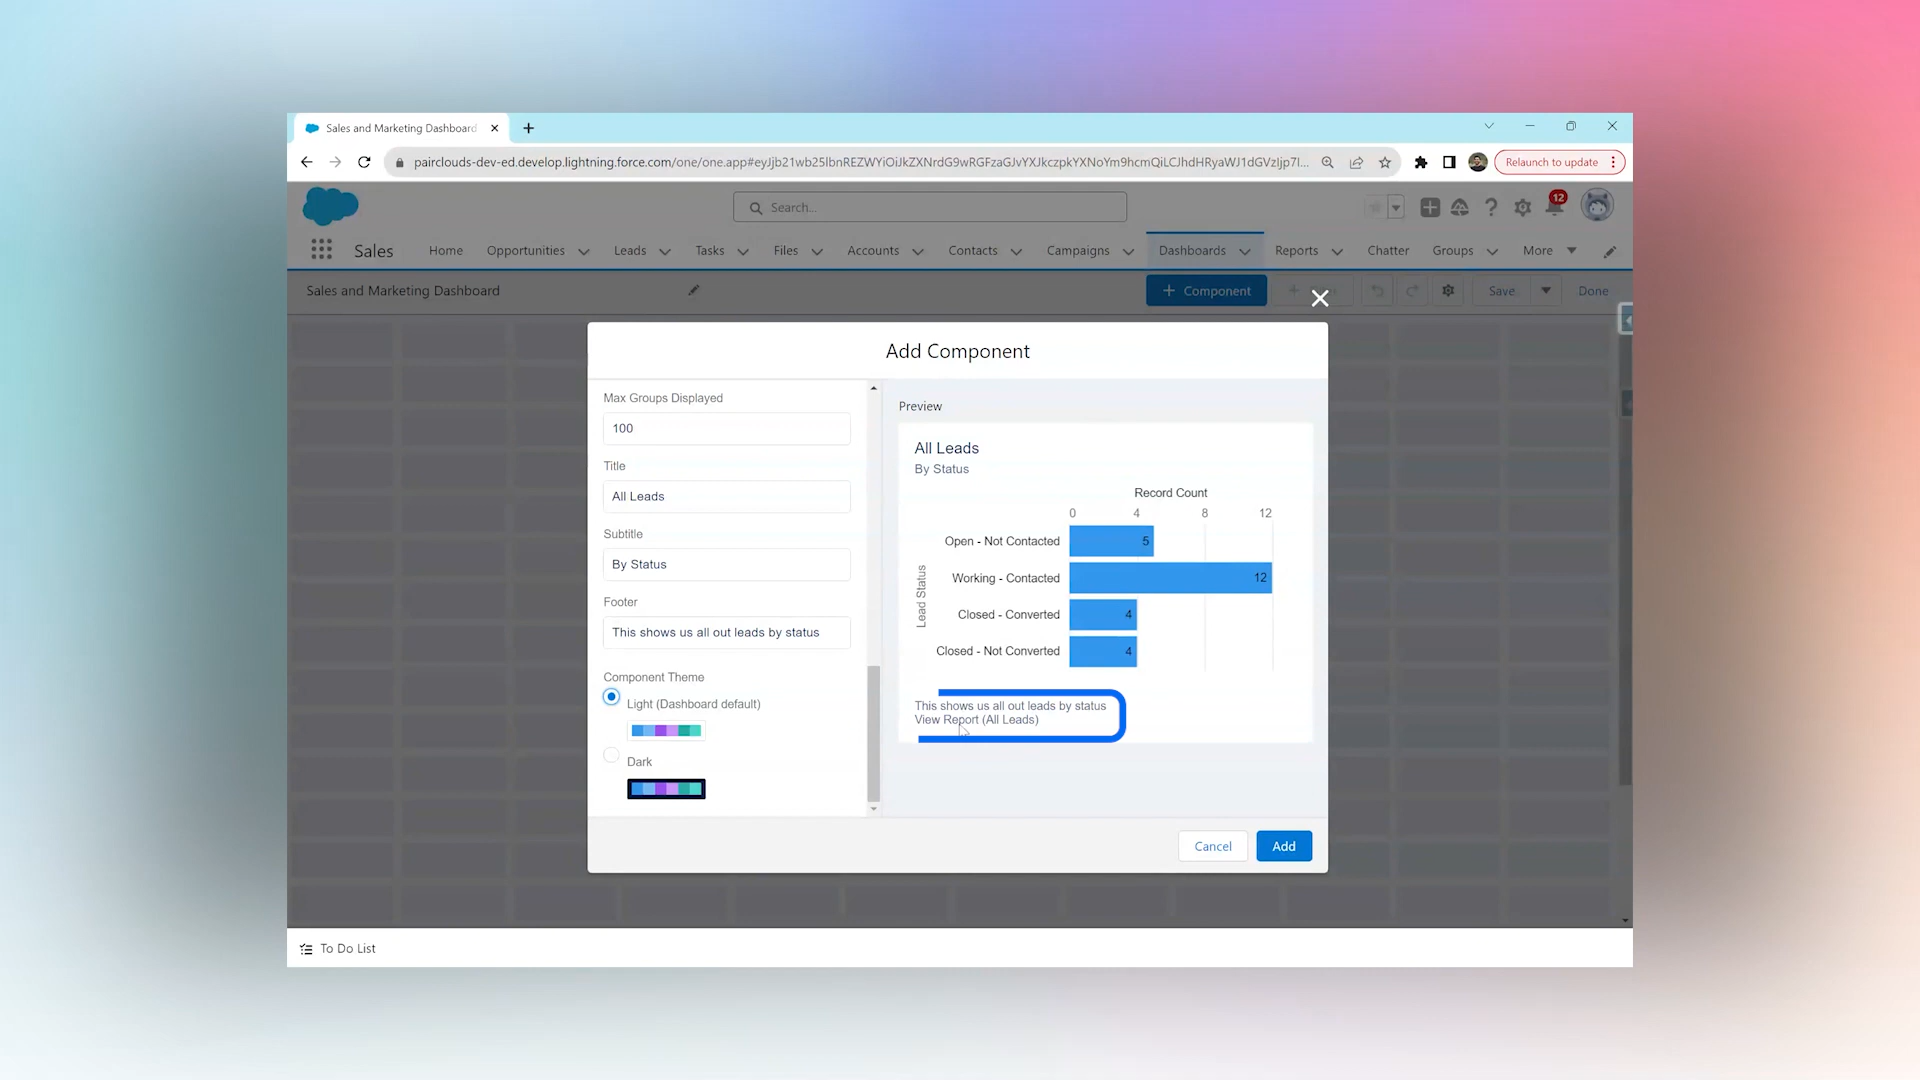 Sales and Marketing Dashboard
pairclouds-dev-ed.develop.lightning.force.com/one/one.app#eyJjb21wb25lbnREZWYiOiJkZXNrdG9wRGFzaGJvYXJkczpkYXNoYm9hcmQiLCJhdHRyaWJ1dGVzIjp7I...
Relaunch to update
Search...
12
Sales
Home
Opportunities
Leads
Tasks
Files
Accounts
Contacts
Campaigns
Dashboards
Reports
Chatter
Groups
More
Sales and Marketing Dashboard
+ Component
Save
Done
Add Component
Max Groups Displayed
100
Title
All Leads
Subtitle
By Status
Footer
This shows us all out leads by status
Component Theme
Light (Dashboard default)
Dark
Preview
All Leads
By Status
Record Count
0 4 8 12
Lead Status
Open - Not Contacted 5
Working - Contacted 12
Closed - Converted 4
Closed - Not Converted 4
This shows us all out leads by status
View Report (All Leads)
Cancel
Add
To Do List